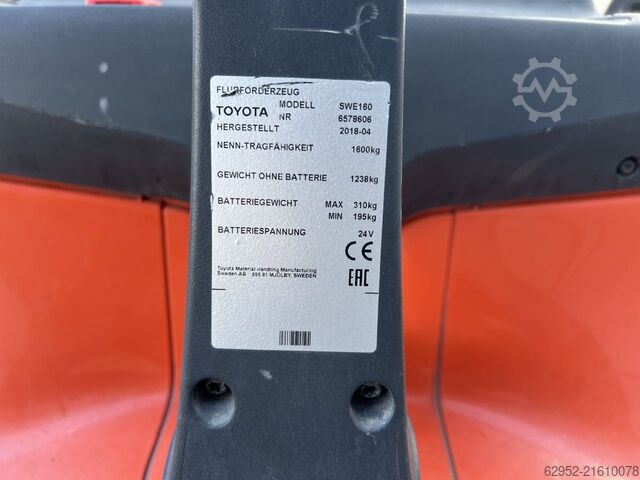 FLURFÖRDERZEUG
TOYOTA MODELL SWE160
NR 6578606
HERGESTELLT 2018-04
NENN-TRAGFÄHIGKEIT 1600kg
GEWICHT OHNE BATTERIE 1238kg
BATTERIEGEWICHT MAX 310kg
MIN 195kg
BATTERIESPANNUNG 24V
CE
EAC
Toyota Material Handling Manufacturing
Sweden AB 595 81 MJÖLBY, SWEDEN
62952-21610078